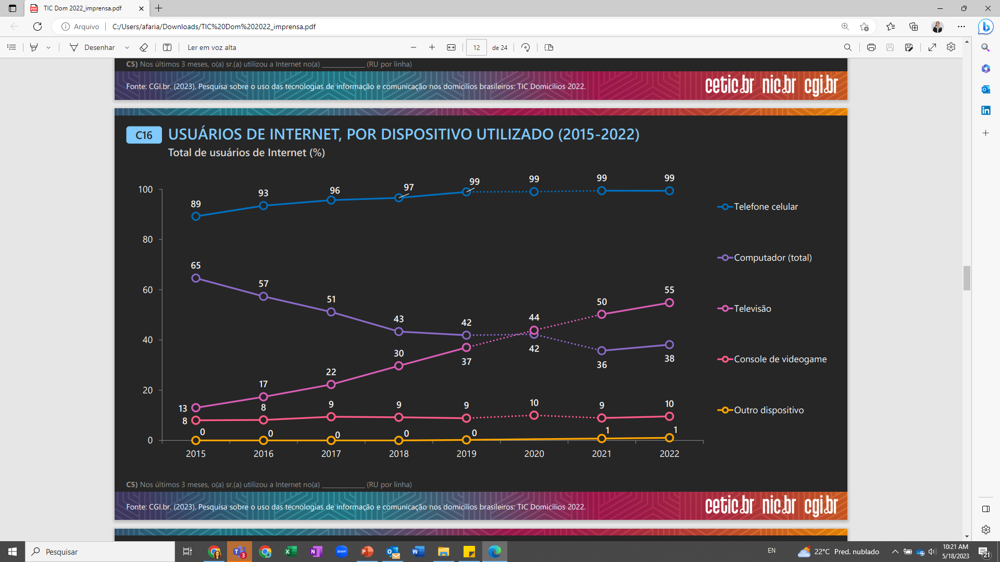 TIC Dom 2022_imprensa.pdf
Arquivo | C:/Users/afaria/Downloads/TIC%20Dom%202022_imprensa.pdf
Desenhar
Ler em voz alta
12 de 24
C5) Nos últimos 3 meses, o(a) sr.(a) utilizou a Internet no(a) ____________ (RU por linha)
Fonte: CGI.br. (2023). Pesquisa sobre o uso das tecnologias de informação e comunicação nos domicílios brasileiros: TIC Domicílios 2022.
cetic.br nic.br cgi.br
C16 USUÁRIOS DE INTERNET, POR DISPOSITIVO UTILIZADO (2015-2022)
Total de usuários de Internet (%)
100
80
60
40
20
0
89 93 96 97 99 99 99 99
65 57 51 43 42 42 36 38
13 17 22 30 37 44 50 55
8 8 9 9 9 10 9 10
0 0 0 0 0 1 1
2015 2016 2017 2018 2019 2020 2021 2022
Telefone celular
Computador (total)
Televisão
Console de videogame
Outro dispositivo
C5) Nos últimos 3 meses, o(a) sr.(a) utilizou a Internet no(a) ____________ (RU por linha)
Fonte: CGI.br. (2023). Pesquisa sobre o uso das tecnologias de informação e comunicação nos domicílios brasileiros: TIC Domicílios 2022.
cetic.br nic.br cgi.br
Pesquisar
3
zoom
EN
22°C Pred. nublado
10:21 AM
5/18/2023
21